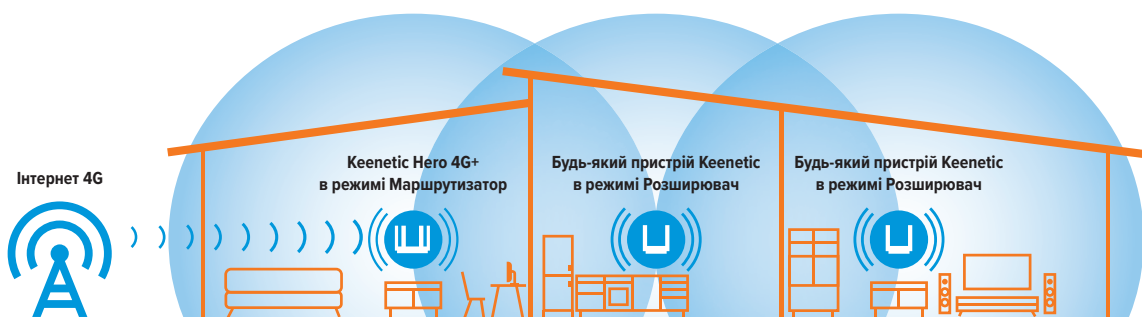 Інтернет 4G
Keenetic Hero 4G+
в режимі Маршрутизатор
Будь-який пристрій Keenetic
в режимі Розширювач
Будь-який пристрій Keenetic
в режимі Розширювач